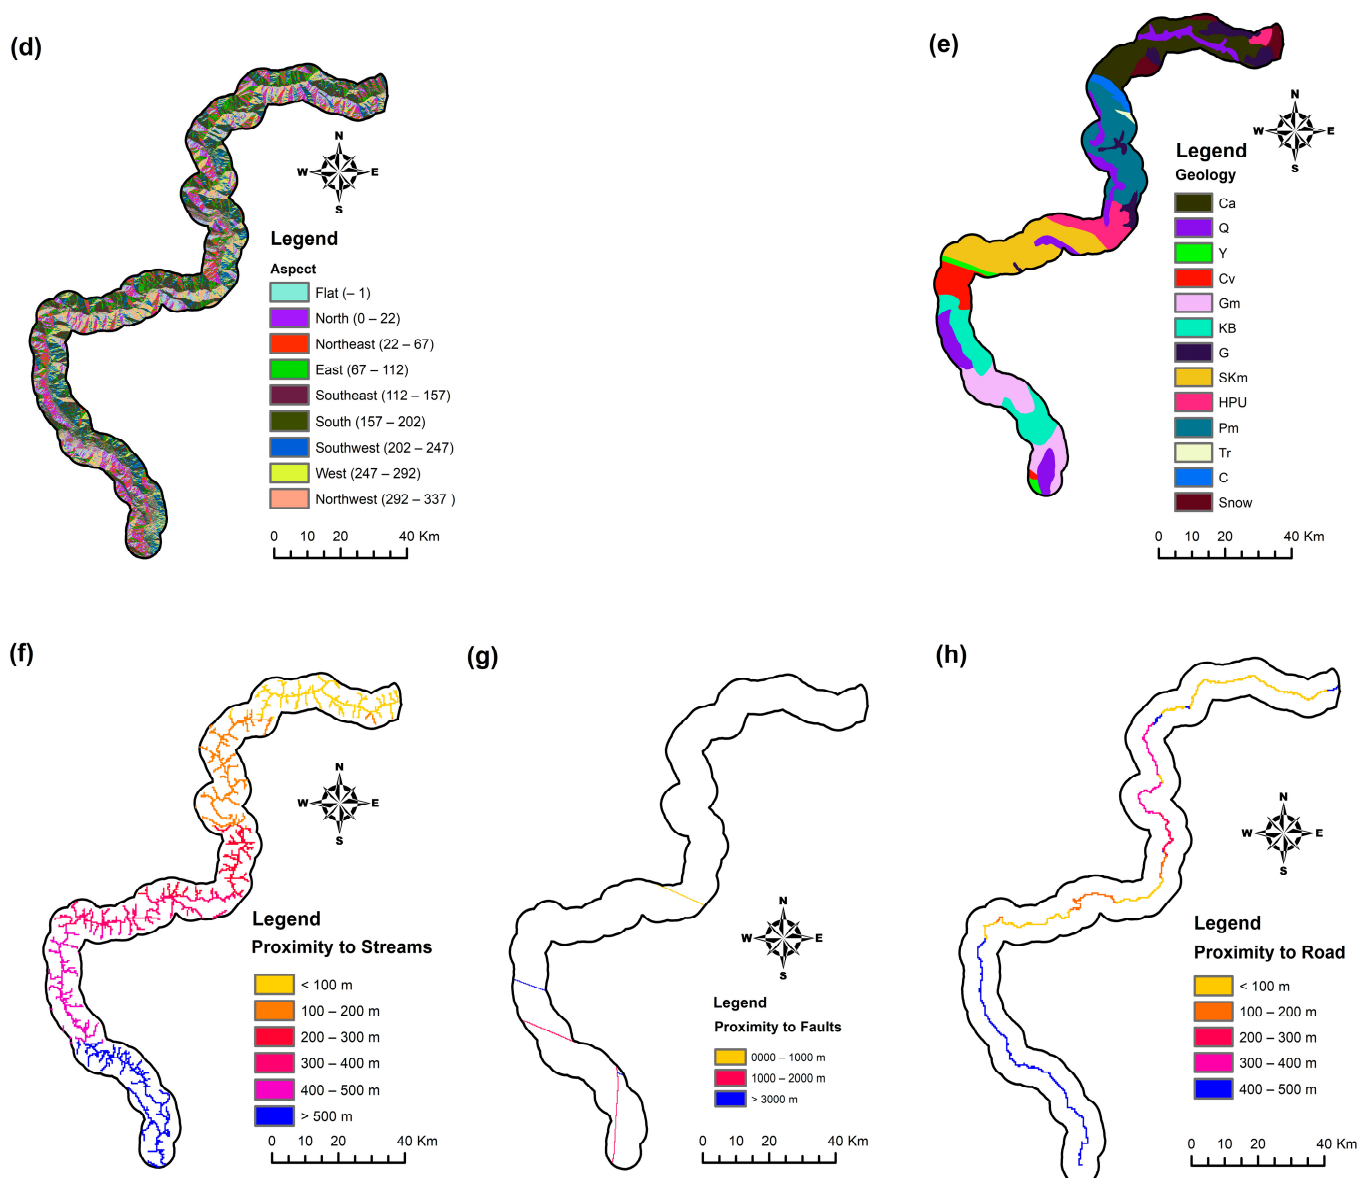 (d)
N
W E
S
Legend
Aspect
Flat (– 1)
North (0 – 22)
Northeast (22 – 67)
East (67 – 112)
Southeast (112 – 157)
South (157 – 202)
Southwest (202 – 247)
West (247 – 292)
Northwest (292 – 337 )
0 10 20 40 Km
(e)
N
W E
S
Legend
Geology
Ca
Q
Y
Cv
Gm
KB
G
SKm
HPU
Pm
Tr
C
Snow
0 10 20 40 Km
(f)
N
W E
S
Legend
Proximity to Streams
< 100 m
100 – 200 m
200 – 300 m
300 – 400 m
400 – 500 m
> 500 m
0 10 20 40 Km
(g)
N
W E
S
Legend
Proximity to Faults
0000 – 1000 m
1000 – 2000 m
> 3000 m
0 10 20 40 Km
(h)
N
W E
S
Legend
Proximity to Road
< 100 m
100 – 200 m
200 – 300 m
300 – 400 m
400 – 500 m
0 10 20 40 Km